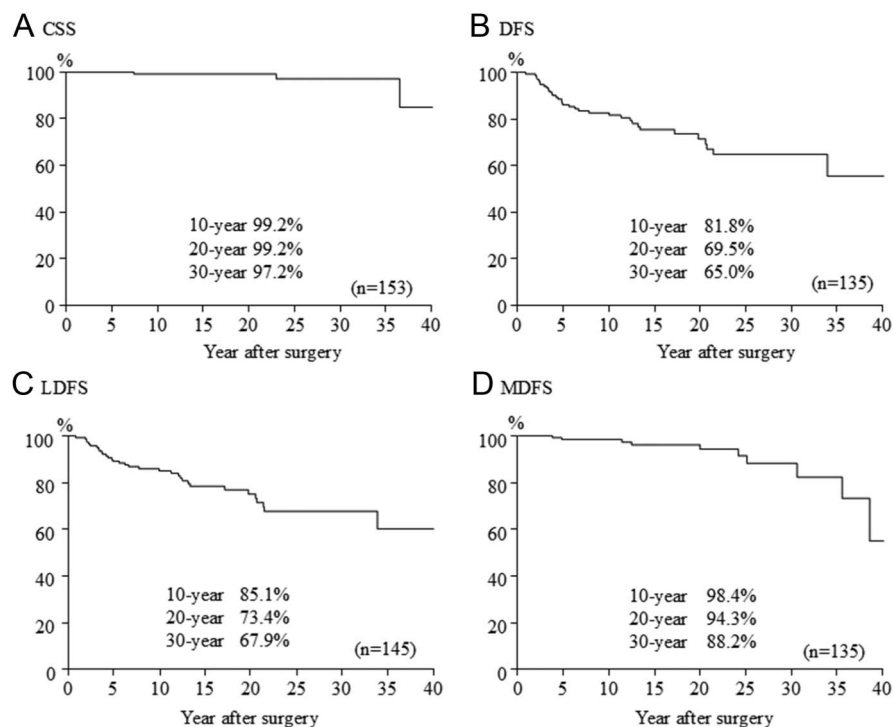 A CSS
%
100
80
60
40
20
0
10-year 99.2%
20-year 99.2%
30-year 97.2%
(n=153)
0 5 10 15 20 25 30 35 40
Year after surgery
B DFS
%
100
80
60
40
20
0
10-year 81.8%
20-year 69.5%
30-year 65.0%
(n=135)
0 5 10 15 20 25 30 35 40
Year after surgery
C LDFS
%
100
80
60
40
20
0
10-year 85.1%
20-year 73.4%
30-year 67.9%
(n=145)
0 5 10 15 20 25 30 35 40
Year after surgery
D MDFS
%
100
80
60
40
20
0
10-year 98.4%
20-year 94.3%
30-year 88.2%
(n=135)
0 5 10 15 20 25 30 35 40
Year after surgery